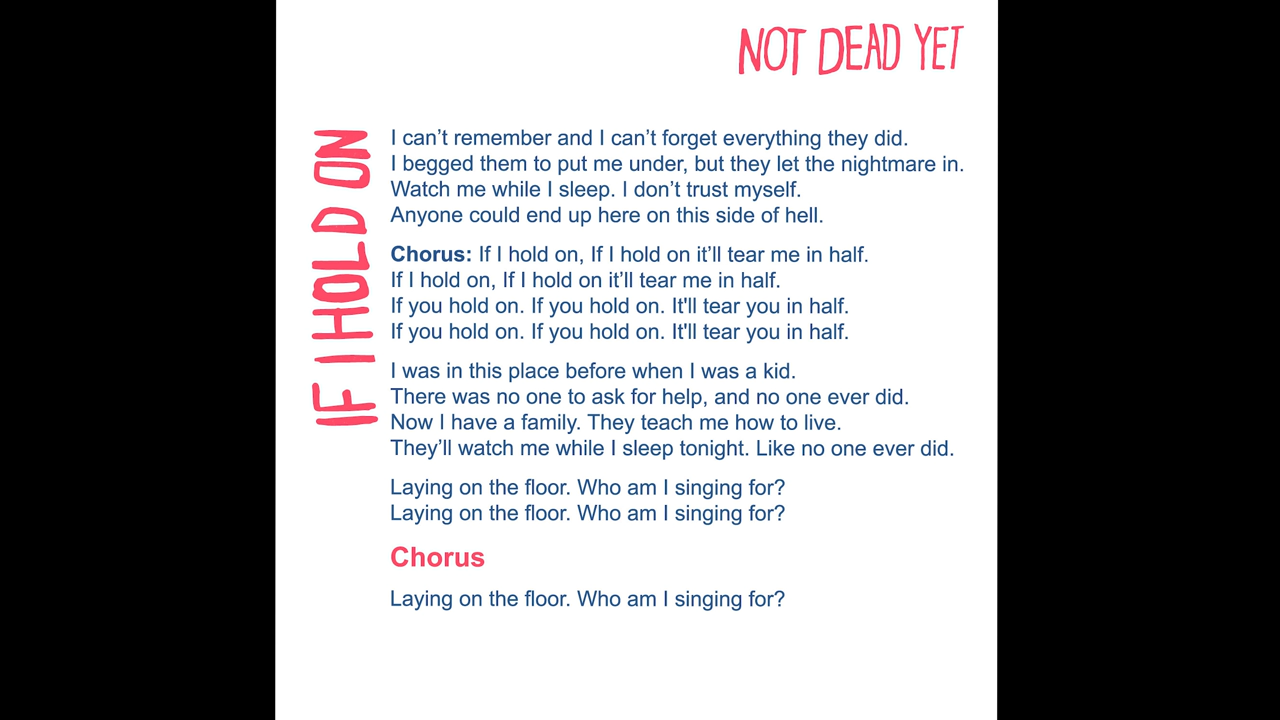 NOT DEAD YET
IF I HOLD ON
I can’t remember and I can’t forget everything they did.
I begged them to put me under, but they let the nightmare in.
Watch me while I sleep. I don’t trust myself.
Anyone could end up here on this side of hell.
Chorus: If I hold on, If I hold on it’ll tear me in half.
If I hold on, If I hold on it’ll tear me in half.
If you hold on. If you hold on. It'll tear you in half.
If you hold on. If you hold on. It'll tear you in half.
I was in this place before when I was a kid.
There was no one to ask for help, and no one ever did.
Now I have a family. They teach me how to live.
They’ll watch me while I sleep tonight. Like no one ever did.
Laying on the floor. Who am I singing for?
Laying on the floor. Who am I singing for?
Chorus
Laying on the floor. Who am I singing for?